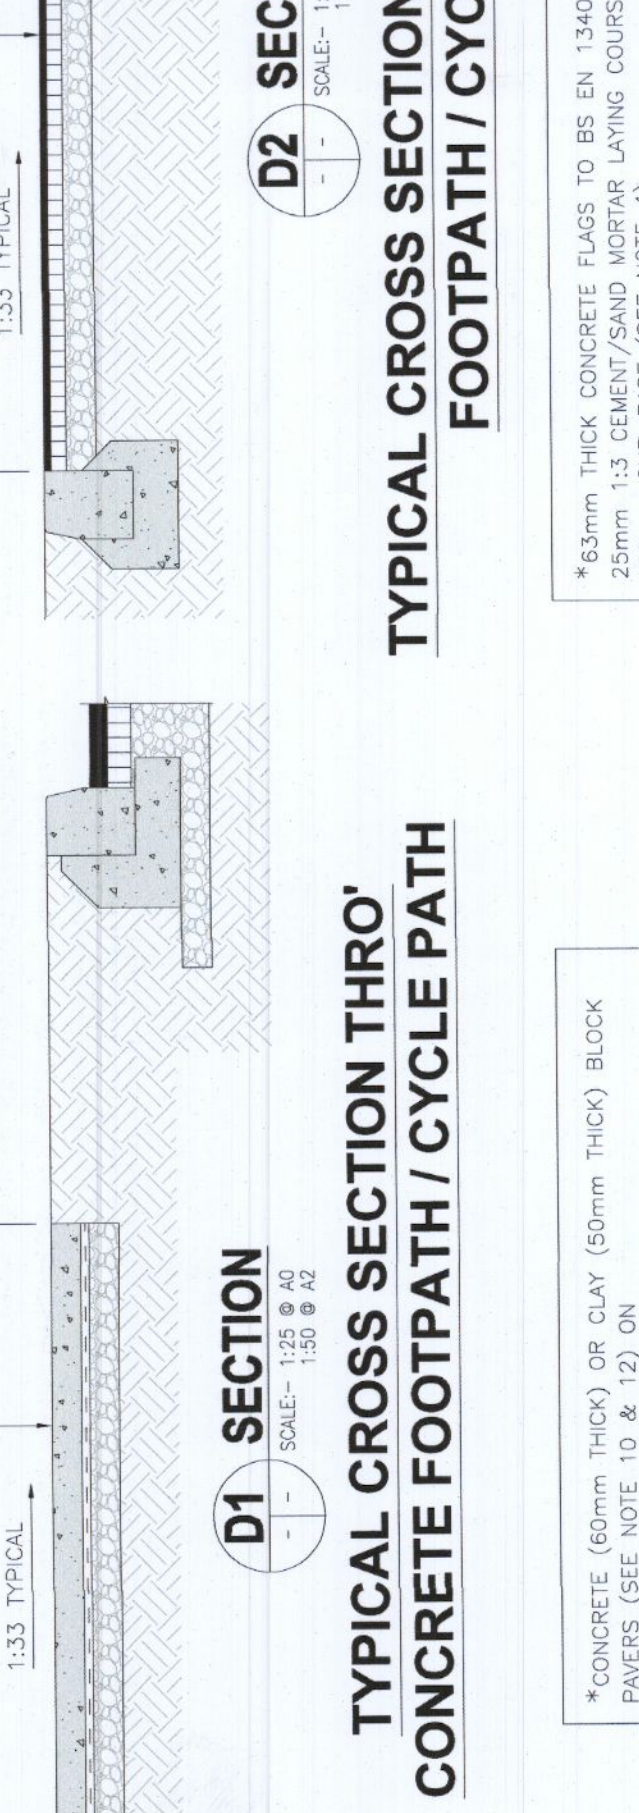 1:33 TYPICAL
D1 SECTION
SCALE:- 1:25 @ A0
1:50 @ A2
TYPICAL CROSS SECTION THRO'
CONCRETE FOOTPATH / CYCLE PATH
*CONCRETE (60mm THICK) OR CLAY (50mm THICK) BLOCK
PAVERS (SEE NOTE 10 & 12) ON
1:33 TYPICAL
D2 SEC
SCALE:- 1:
TYPICAL CROSS SECTION
FOOTPATH / CYC
*63mm THICK CONCRETE FLAGS TO BS EN 1340
25mm 1:3 CEMENT/SAND MORTAR LAYING COURS